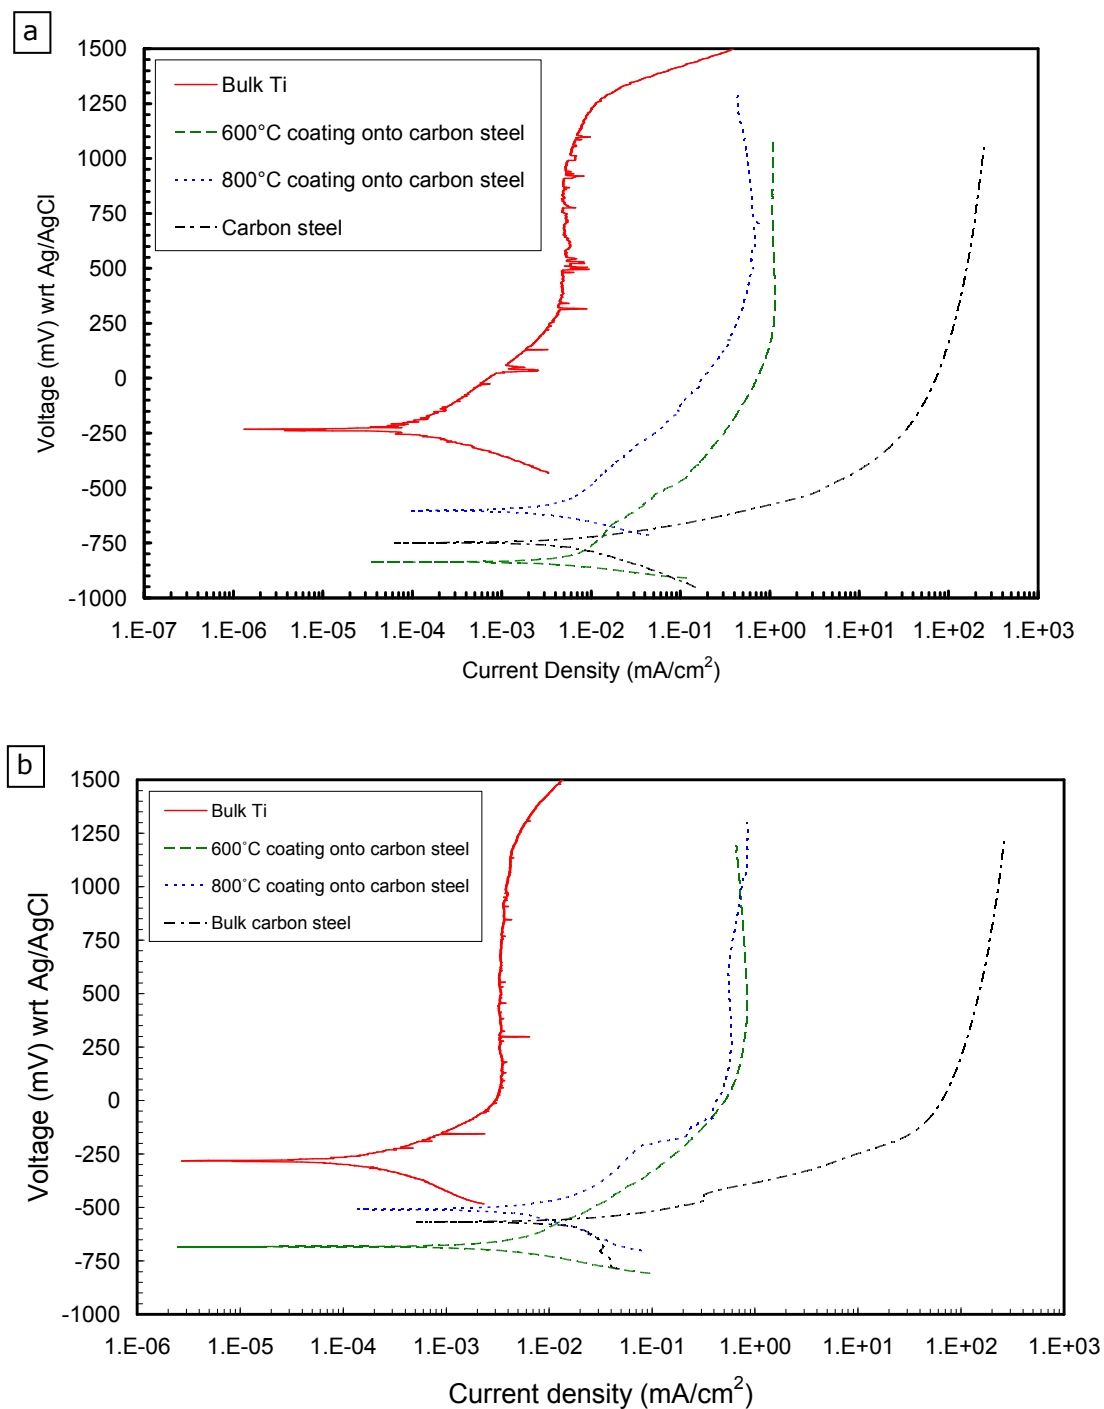 a
1500
1250
1000
750
500
250
0
-250
-500
-750
-1000
Voltage (mV) wrt Ag/AgCl
Bulk Ti
600°C coating onto carbon steel
800°C coating onto carbon steel
Carbon steel
1.E-07 1.E-06 1.E-05 1.E-04 1.E-03 1.E-02 1.E-01 1.E+00 1.E+01 1.E+02 1.E+03
Current Density (mA/cm²)
b
1500
1250
1000
750
500
250
0
-250
-500
-750
-1000
Voltage (mV) wrt Ag/AgCl
Bulk Ti
600°C coating onto carbon steel
800°C coating onto carbon steel
Bulk carbon steel
1.E-06 1.E-05 1.E-04 1.E-03 1.E-02 1.E-01 1.E+00 1.E+01 1.E+02 1.E+03
Current density (mA/cm²)